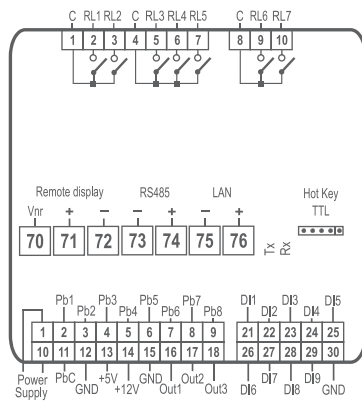 C RL1 RL2 C RL3 RL4 RL5 C RL6 RL7
1 2 3 4 5 6 7 8 9 10
Remote display RS485 LAN Hot Key
Vnr + − − + − + TTL
70 71 72 73 74 75 76 Tx Rx
Pb1 Pb2 Pb3 Pb4 Pb5 Pb6 Pb7 Pb8 DI1 DI2 DI3 DI4 DI5
1 2 3 4 5 6 7 8 9 21 22 23 24 25
10 11 12 13 14 15 16 17 18 26 27 28 29 30
Power Supply PbC GND +5V +12V GND Out1 Out2 Out3 DI6 DI7 DI8 DI9 GND